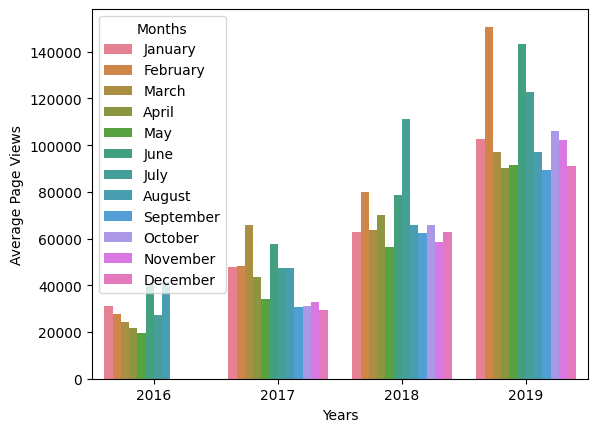 Months
January
February
March
April
May
June
July
August
September
October
November
December
Average Page Views
140000
120000
100000
80000
60000
40000
20000
0
2016 2017 2018 2019
Years